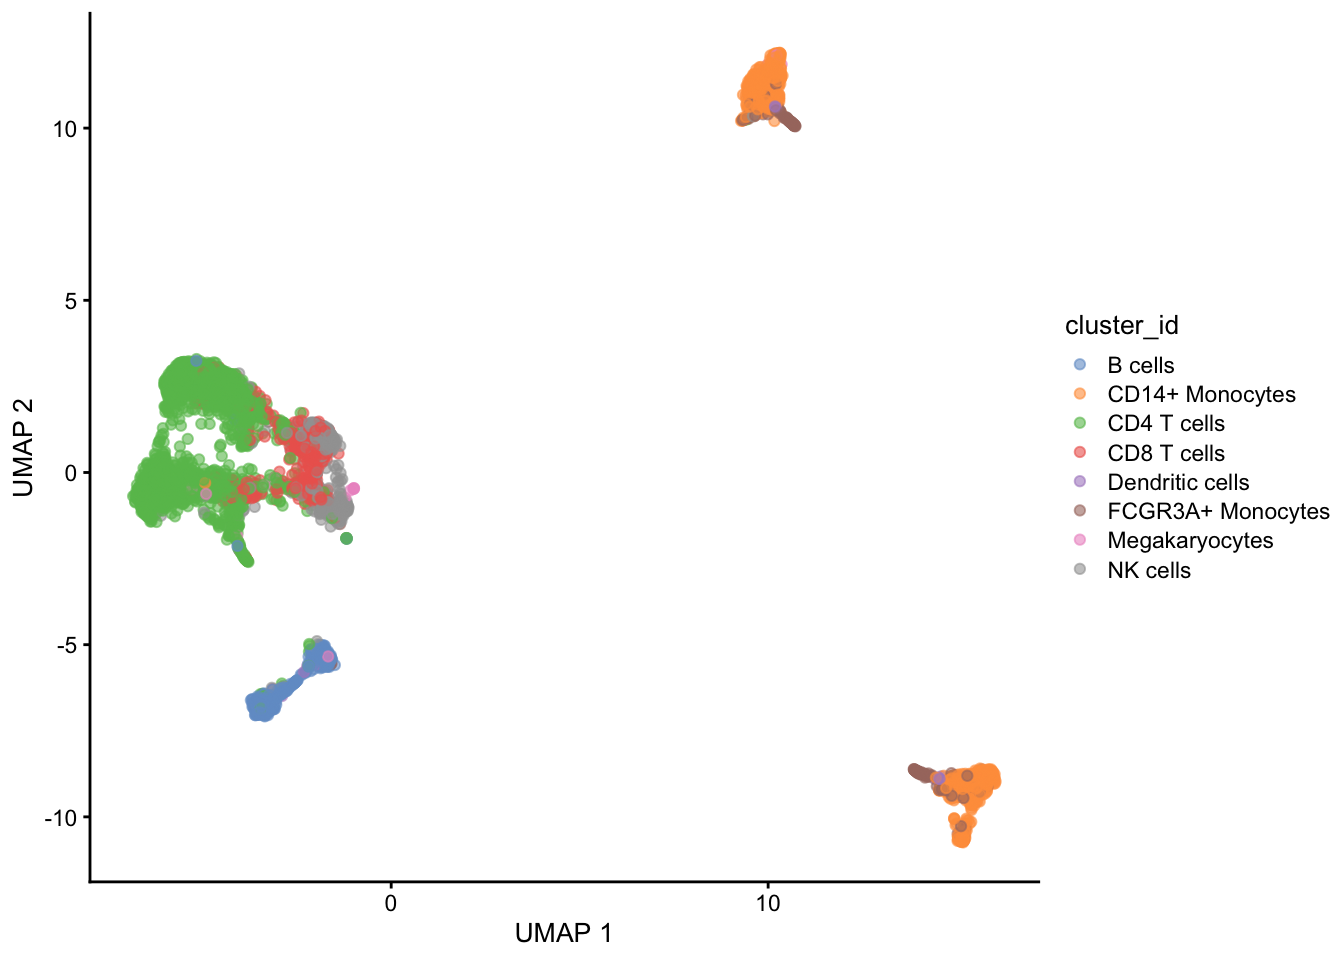 10
5
0
-5
-10
UMAP 2
0
10
UMAP 1
cluster_id
B cells
CD14+ Monocytes
CD4 T cells
CD8 T cells
Dendritic cells
FCGR3A+ Monocytes
Megakaryocytes
NK cells